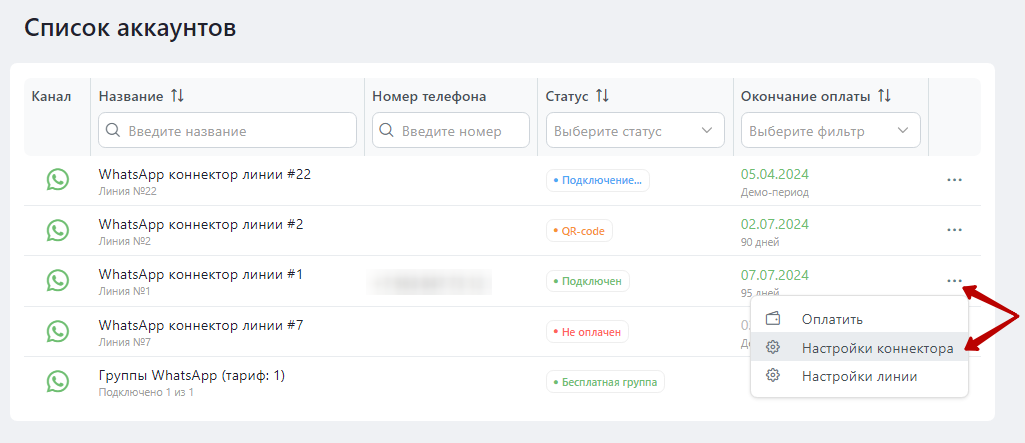 Список аккаунтов
Канал Название Номер телефона Статус Окончание оплаты
Введите название Введите номер Выберите статус Выберите фильтр
WhatsApp коннектор линии #22 Подключение... 05.04.2024
Линия №22 Демо-период
WhatsApp коннектор линии #2 QR-code 02.07.2024
Линия №2 90 дней
WhatsApp коннектор линии #1 Подключен 07.07.2024
Линия №1 95 дней
Оплатить
WhatsApp коннектор линии #7 Не оплачен
Линия №7
Настройки коннектора
Группы WhatsApp (тариф: 1) Бесплатная группа
Настройки линии
Подключено 1 из 1